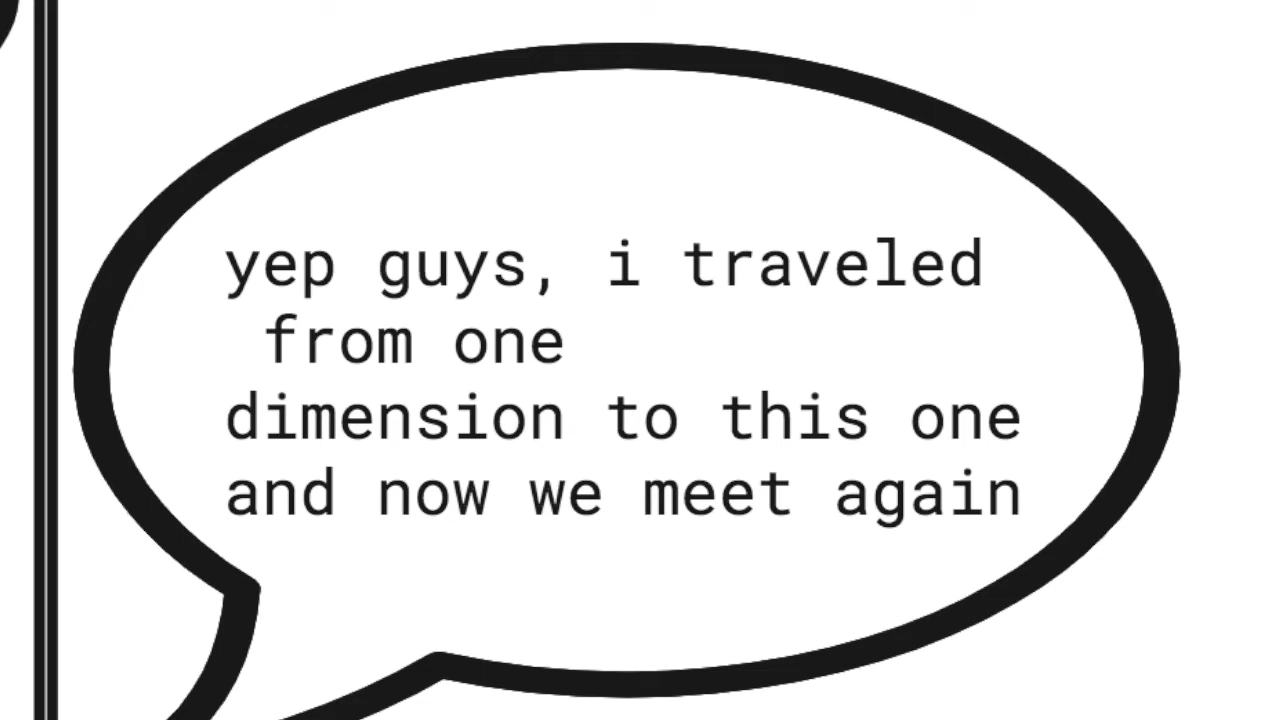 yep guys, i traveled
from one
dimension to this one
and now we meet again